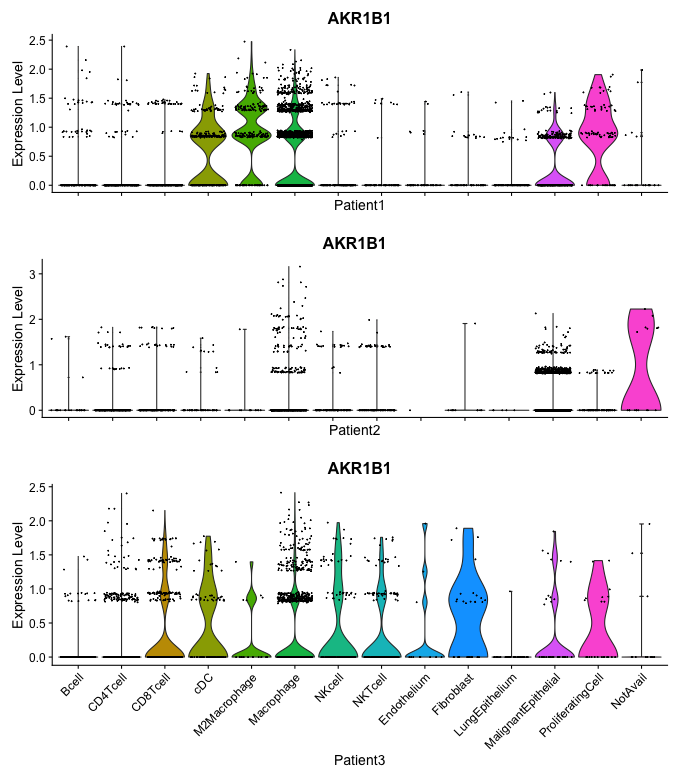 AKR1B1
Expression Level
2.5
2.0
1.5
1.0
0.5
0.0
Patient1
AKR1B1
Expression Level
3
2
1
0
Patient2
AKR1B1
Expression Level
2.5
2.0
1.5
1.0
0.5
0.0
Bcell
CD4Tcell
CD8Tcell
cDC
M2Macrophage
Macrophage
NKcell
NKTcell
Endothelium
Fibroblast
LungEpithelium
MalignantEpithelial
ProliferatingCell
NotAvail
Patient3